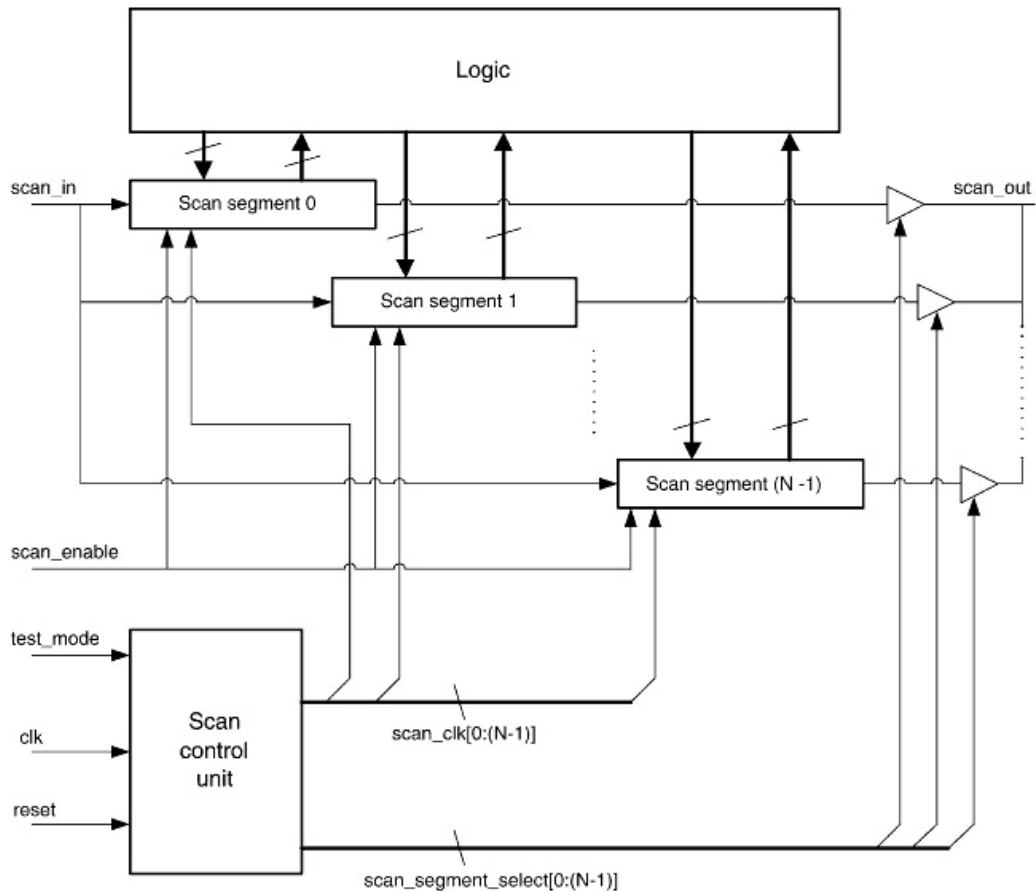 Logic
scan_in
Scan segment 0
scan_out
Scan segment 1
Scan segment (N -1)
scan_enable
test_mode
Scan
control
unit
clk
scan_clk[0:(N-1)]
reset
scan_segment_select[0:(N-1)]